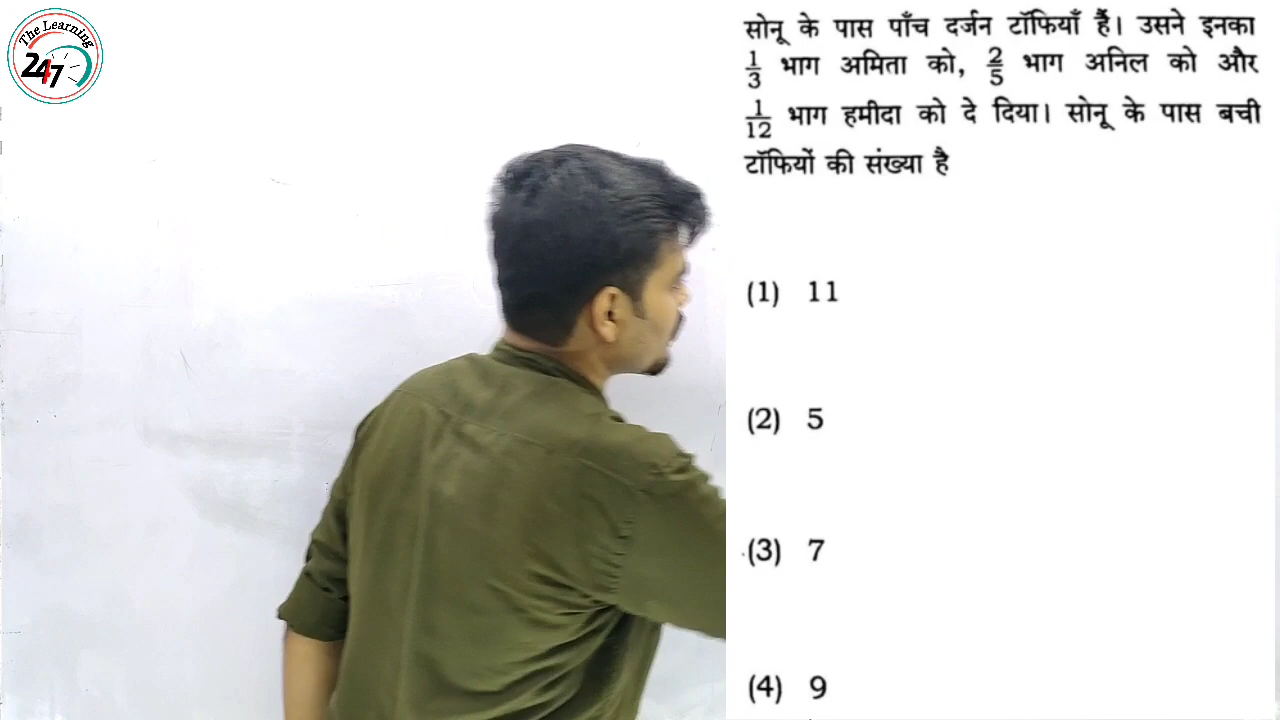 The Learning
247
सोनू के पास पाँच दर्जन टॉफियाँ हैं। उसने इनका
1/3 भाग अमिता को, 2/5 भाग अनिल को और
1/12 भाग हमीदा को दे दिया। सोनू के पास बची
टॉफियों की संख्या है
(1) 11
(2) 5
(3) 7
(4) 9